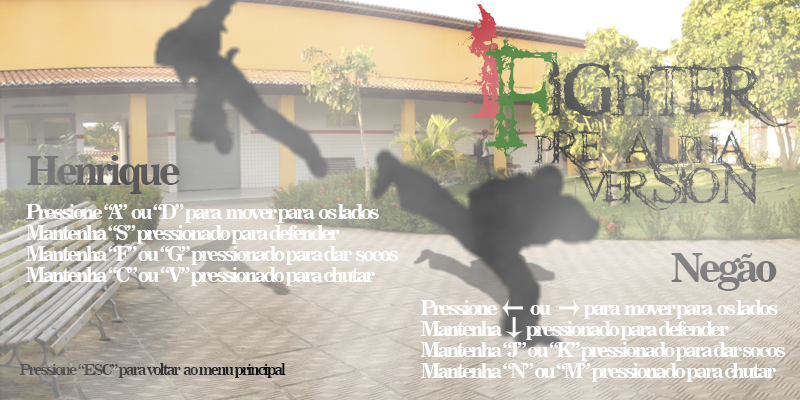 FIGHTER
PRE ALPHA
VERSION
Henrique
Pressione “A” ou “D” para mover para os lados
Mantenha “S” pressionado para defender
Mantenha “F” ou “G” pressionado para dar socos
Mantenha “C” ou “V” pressionado para chutar
Negão
Pressione ← ou → para mover para os lados
Mantenha ↓ pressionado para defender
Mantenha “J” ou “K” pressionado para dar socos
Mantenha “N” ou “M” pressionado para chutar
Pressione “ESC” para voltar ao menu principal